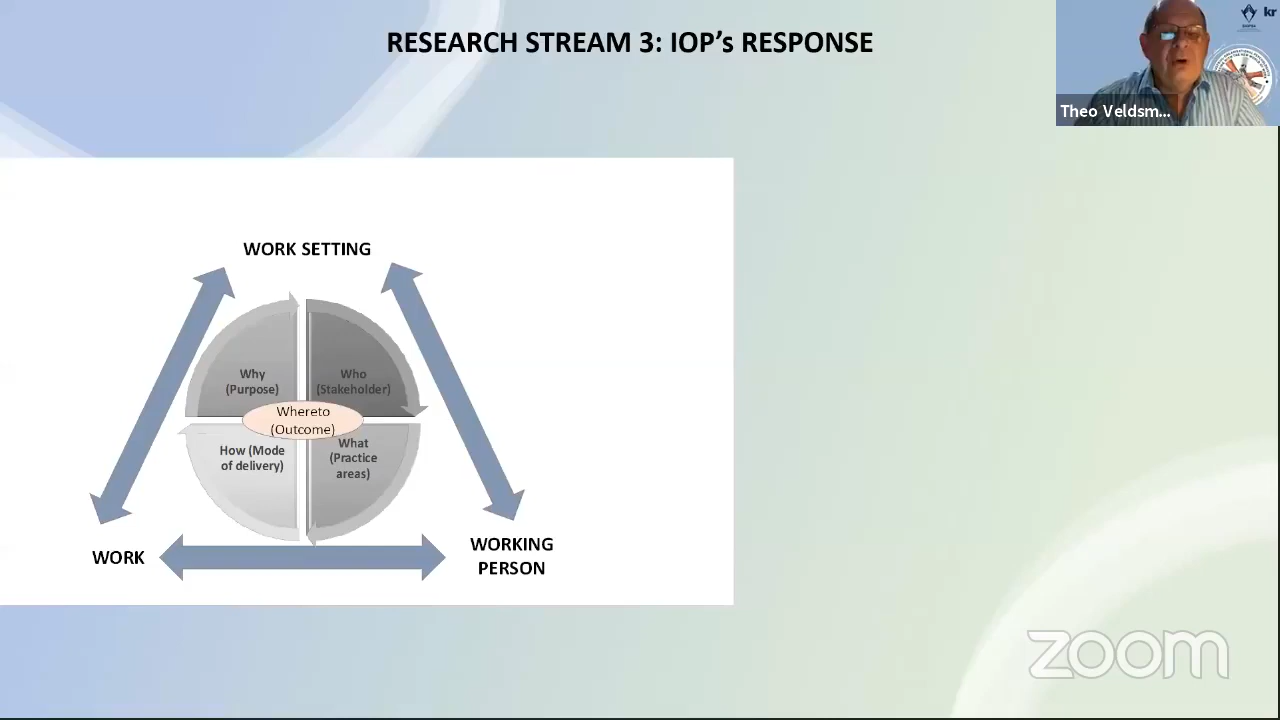 RESEARCH STREAM 3: IOP's RESPONSE
kr
Theo Veldsm...
WORK SETTING
Why
(Purpose)
Who
(Stakeholder)
Whereto
(Outcome)
How (Mode
of delivery)
What
(Practice
areas)
WORK
WORKING
PERSON
zoom